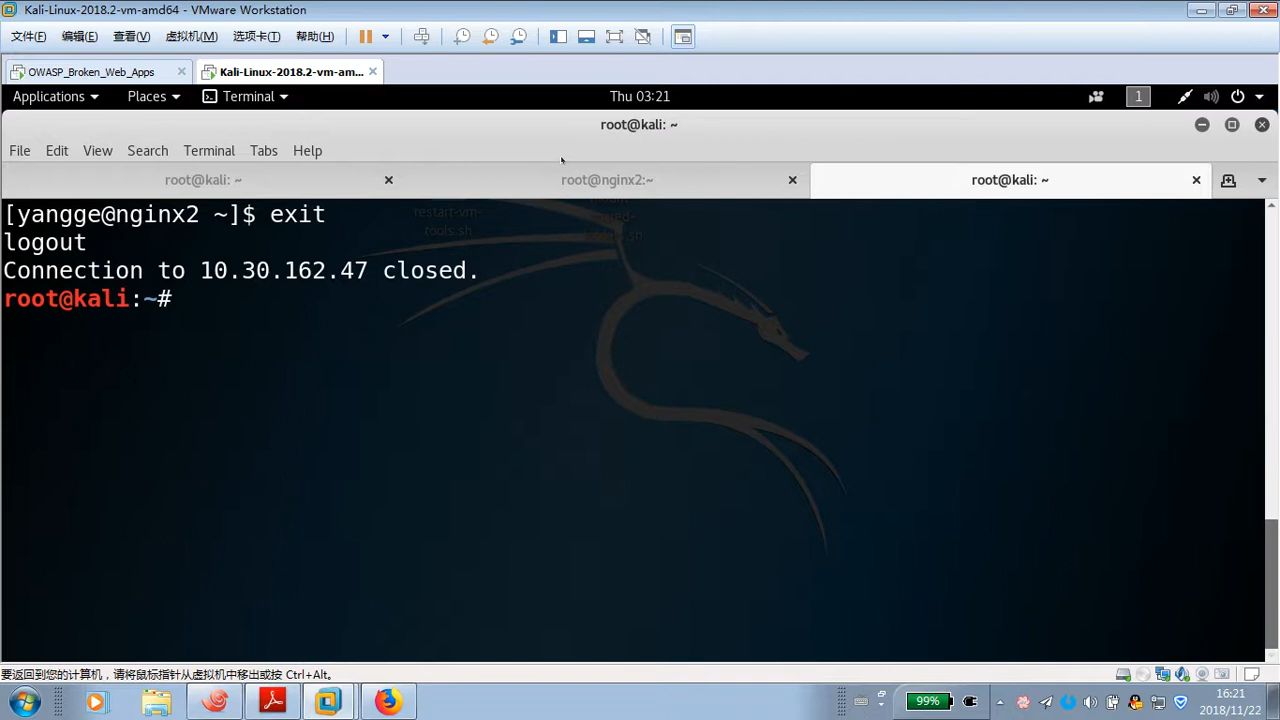 Kali-Linux-2018.2-vm-amd64 - VMware Workstation
文件(F) 编辑(E) 查看(V) 虚拟机(M) 选项卡(T) 帮助(H)
OWASP_Broken_Web_Apps Kali-Linux-2018.2-vm-am...
Applications Places Terminal Thu 03:21 1
root@kali: ~
File Edit View Search Terminal Tabs Help
root@kali: ~ root@nginx2:~ root@kali: ~
[yangge@nginx2 ~]$ exit
logout
Connection to 10.30.162.47 closed.
root@kali:~#
restart-vm-
tools.sh
要返回到您的计算机，请将鼠标指针从虚拟机中移出或按 Ctrl+Alt。
99% 16:21
2018/11/22